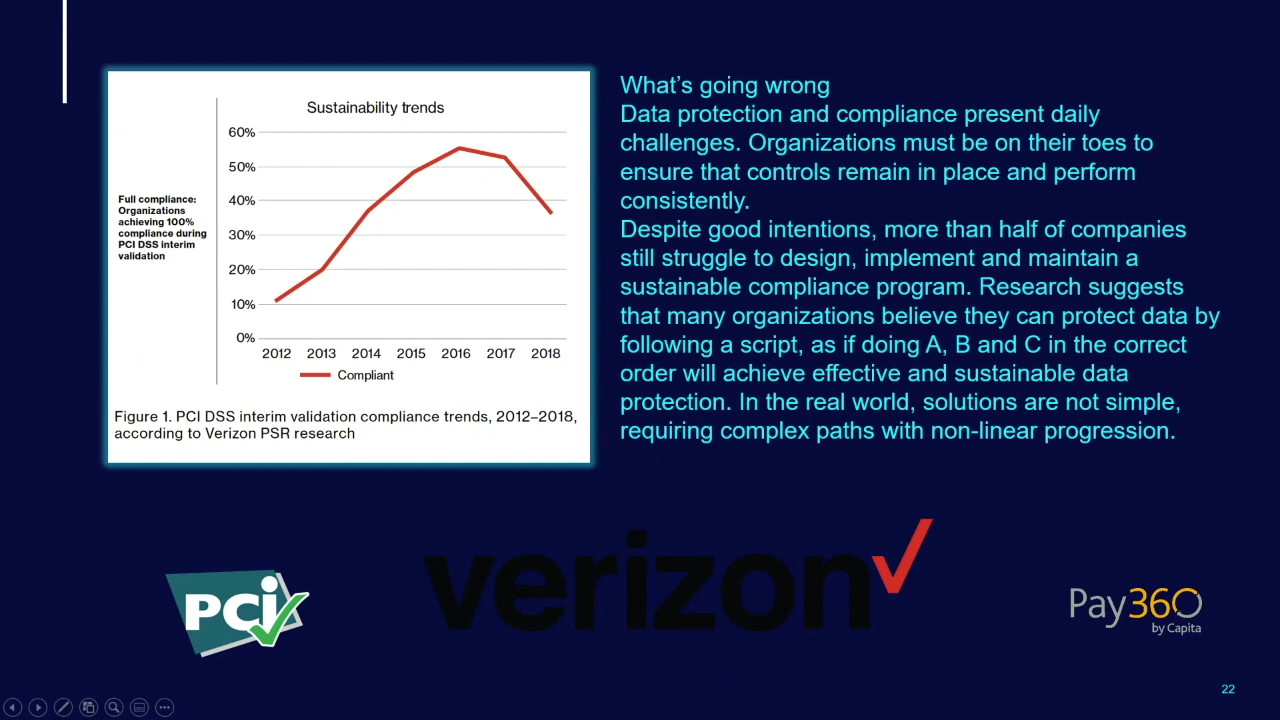 Sustainability trends
60%
50%
40%
30%
20%
10%
0%
Full compliance:
Organizations
achieving 100%
compliance during
PCI DSS interim
validation
2012 2013 2014 2015 2016 2017 2018
Compliant
Figure 1. PCI DSS interim validation compliance trends, 2012–2018,
according to Verizon PSR research
What’s going wrong
Data protection and compliance present daily
challenges. Organizations must be on their toes to
ensure that controls remain in place and perform
consistently.
Despite good intentions, more than half of companies
still struggle to design, implement and maintain a
sustainable compliance program. Research suggests
that many organizations believe they can protect data by
following a script, as if doing A, B and C in the correct
order will achieve effective and sustainable data
protection. In the real world, solutions are not simple,
requiring complex paths with non-linear progression.
PCi
verizon
Pay360
by Capita
22